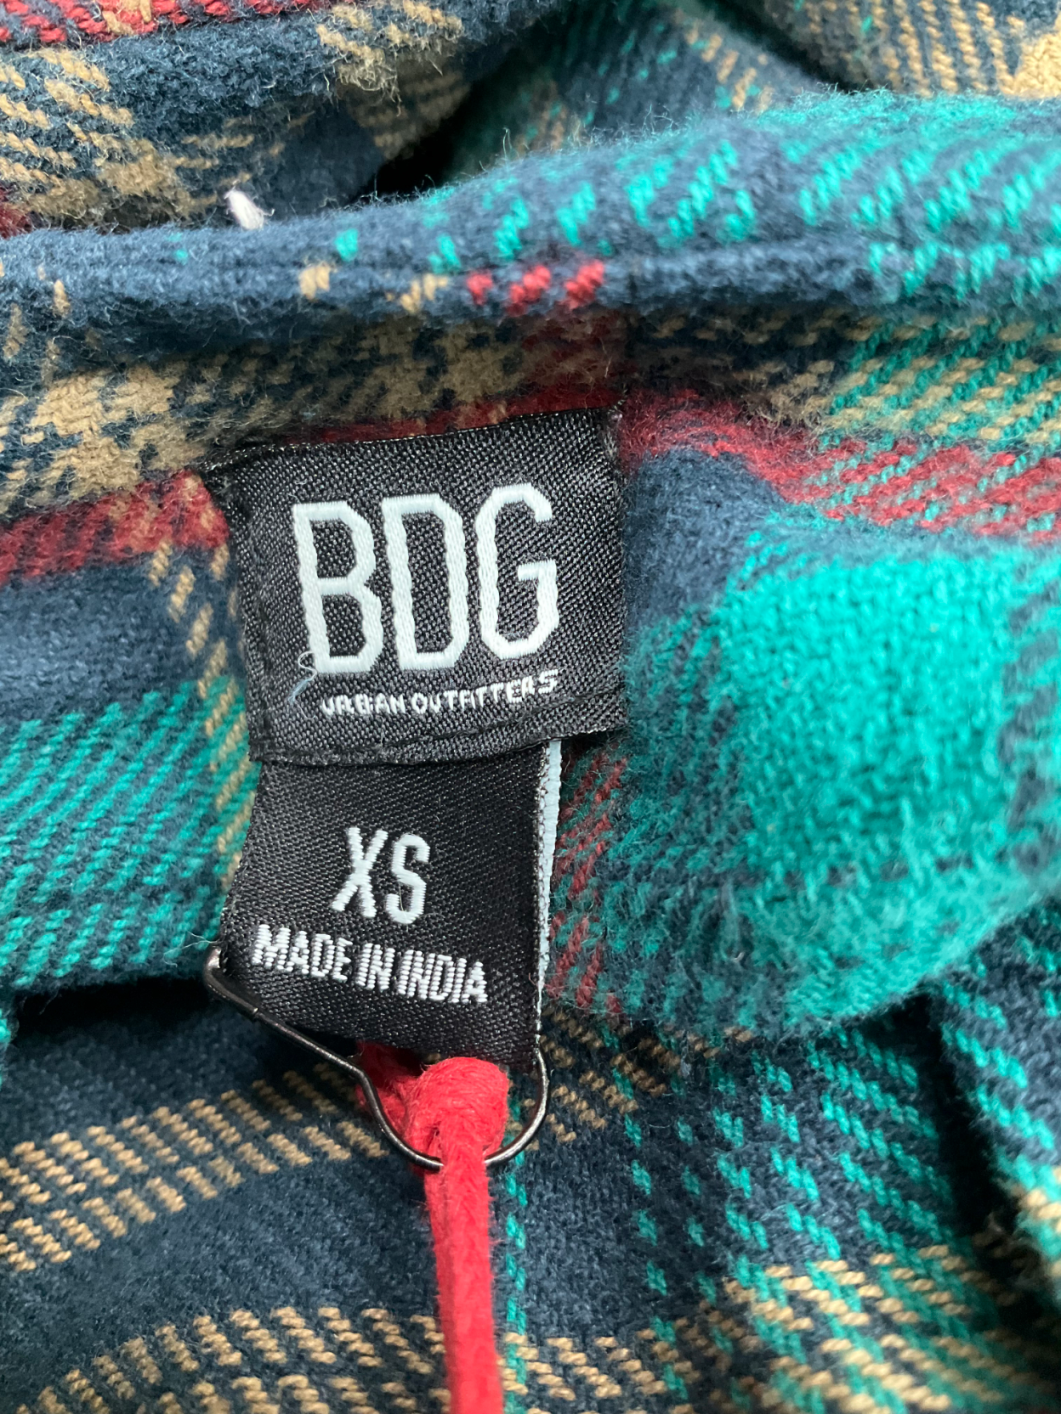 BDG
URBAN OUTFITTERS
XS
MADE IN INDIA